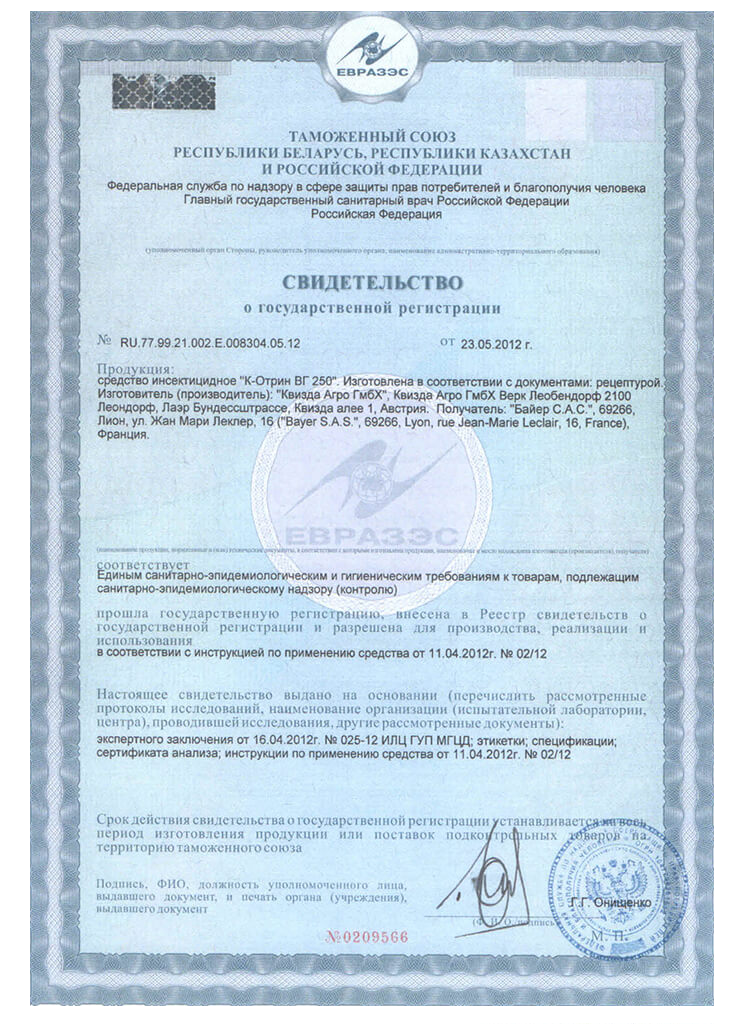 ЕВРАЗЭС
ТАМОЖЕННЫЙ СОЮЗ
РЕСПУБЛИКИ БЕЛАРУСЬ, РЕСПУБЛИКИ КАЗАХСТАН
И РОССИЙСКОЙ ФЕДЕРАЦИИ
Федеральная служба по надзору в сфере защиты прав потребителей и благополучия человека
Главный государственный санитарный врач Российской Федерации
Российская Федерация
(уполномоченный орган Стороны, руководитель уполномоченного органа, наименование административно-территориального образования)
СВИДЕТЕЛЬСТВО
о государственной регистрации
№ RU.77.99.21.002.Е.008304.05.12 от 23.05.2012 г.
Продукция:
средство инсектицидное "К-Отрин ВГ 250". Изготовлена в соответствии с документами: рецептурой.
Изготовитель (производитель): "Квизда Агро ГмбХ", Квизда Агро ГмбХ Верк Леобендорф 2100
Леондорф, Лаэр Бундессштрассе, Квизда алее 1, Австрия. Получатель: "Байер С.А.С.", 69266,
Лион, ул. Жан Мари Леклер, 16 ("Bayer S.A.S.", 69266, Lyon, rue Jean-Marie Leclair, 16, France),
Франция.
ЕВРАЗЭС
(наименование продукции, нормативные и (или) технические документы, в соответствии с которыми изготовлена продукция, наименование и место нахождения изготовителя (производителя), получателя)
соответствует
Единым санитарно-эпидемиологическим и гигиеническим требованиям к товарам, подлежащим
санитарно-эпидемиологическому надзору (контролю)
прошла государственную регистрацию, внесена в Реестр свидетельств о
государственной регистрации и разрешена для производства, реализации и
использования
в соответствии с инструкцией по применению средства от 11.04.2012г. № 02/12
Настоящее свидетельство выдано на основании (перечислить рассмотренные
протоколы исследований, наименование организации (испытательной лаборатории,
центра), проводившей исследования, другие рассмотренные документы):
экспертного заключения от 16.04.2012г. № 025-12 ИЛЦ ГУП МГЦД; этикетки; спецификации;
сертификата анализа; инструкции по применению средства от 11.04.2012г. № 02/12
Срок действия свидетельства о государственной регистрации устанавливается на весь
период изготовления продукции или поставок подконтрольных товаров на
территорию таможенного союза
Подпись, ФИО, должность уполномоченного лица,
выдавшего документ, и печать органа (учреждения),
выдавшего документ
Г.Г. Онищенко
(Ф. И. О./подпись)
М. П.
№0209566